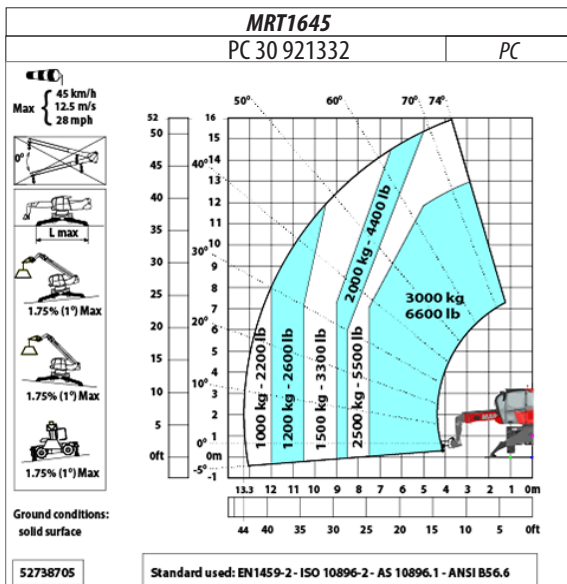 MRT1645
PC 30 921332
PC
Max
45 km/h
12.5 m/s
28 mph
0°
L max
1.75% (1°) Max
1.75% (1°) Max
1.75% (1°) Max
Ground conditions:
solid surface
52738705
52
50
45
40
35
30
25
20
15
10
5
0ft
16
15
14
13
12
11
10
9
8
7
6
5
4
3
2
1
0m
-1
50°
60°
70°
74°
40°
30°
20°
10°
0°
-5°
1000 kg - 2200 lb
1200 kg - 2600 lb
1500 kg - 3300 lb
2000 kg - 4400 lb
2500 kg - 5500 lb
3000 kg
6600 lb
13.3 12 11 10 9 8 7 6 5 4 3 2 1 0m
44 40 35 30 25 20 15 10 5 0ft
Standard used: EN1459-2 - ISO 10896-2 - AS 10896.1 - ANSI B56.6